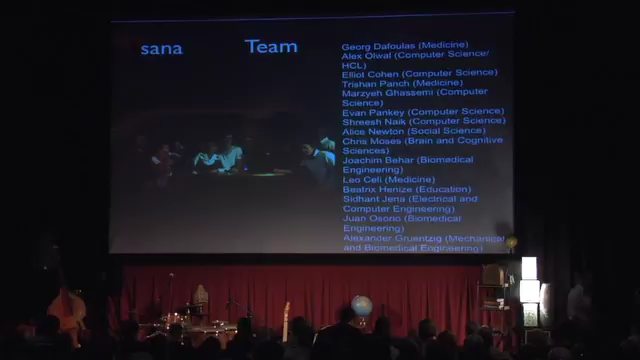 sana Team
Georg Dafoulas (Medicine)
Alex Olwal (Computer Science/
HCL)
Elliot Cohen (Computer Science)
Trishan Panch (Medicine)
Marzyeh Ghassemi (Computer
Science)
Evan Pankey (Computer Science)
Shreesh Naik (Computer Science)
Alice Newton (Social Science)
Chris Moses (Brain and Cognitive
Sciences)
Joachim Behar (Biomedical
Engineering)
Leo Celi (Medicine)
Beatrix Henize (Education)
Sidhant Jena (Electrical and
Computer Engineering)
Juan Osorio (Biomedical
Engineering)
Alexander Gruentzig (Mechanical
and Biomedical Engineering)